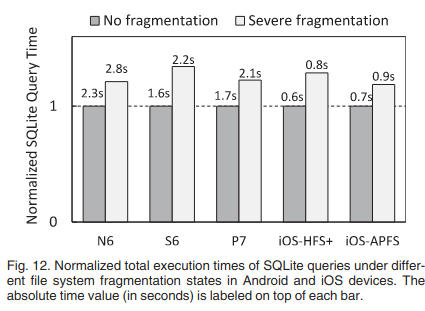 No fragmentation Severe fragmentation
Normalized SQLite Query Time
1
0
2.3s 2.8s 1.6s 2.2s 1.7s 2.1s 0.6s 0.8s 0.7s 0.9s
N6 S6 P7 iOS-HFS+ iOS-APFS
Fig. 12. Normalized total execution times of SQLite queries under differ-
ent file system fragmentation states in Android and iOS devices. The
absolute time value (in seconds) is labeled on top of each bar.